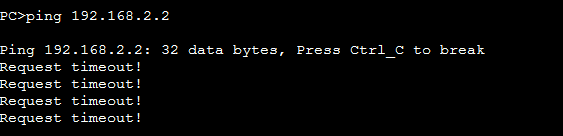 PC>ping 192.168.2.2
Ping 192.168.2.2: 32 data bytes, Press Ctrl_C to break
Request timeout!
Request timeout!
Request timeout!
Request timeout!